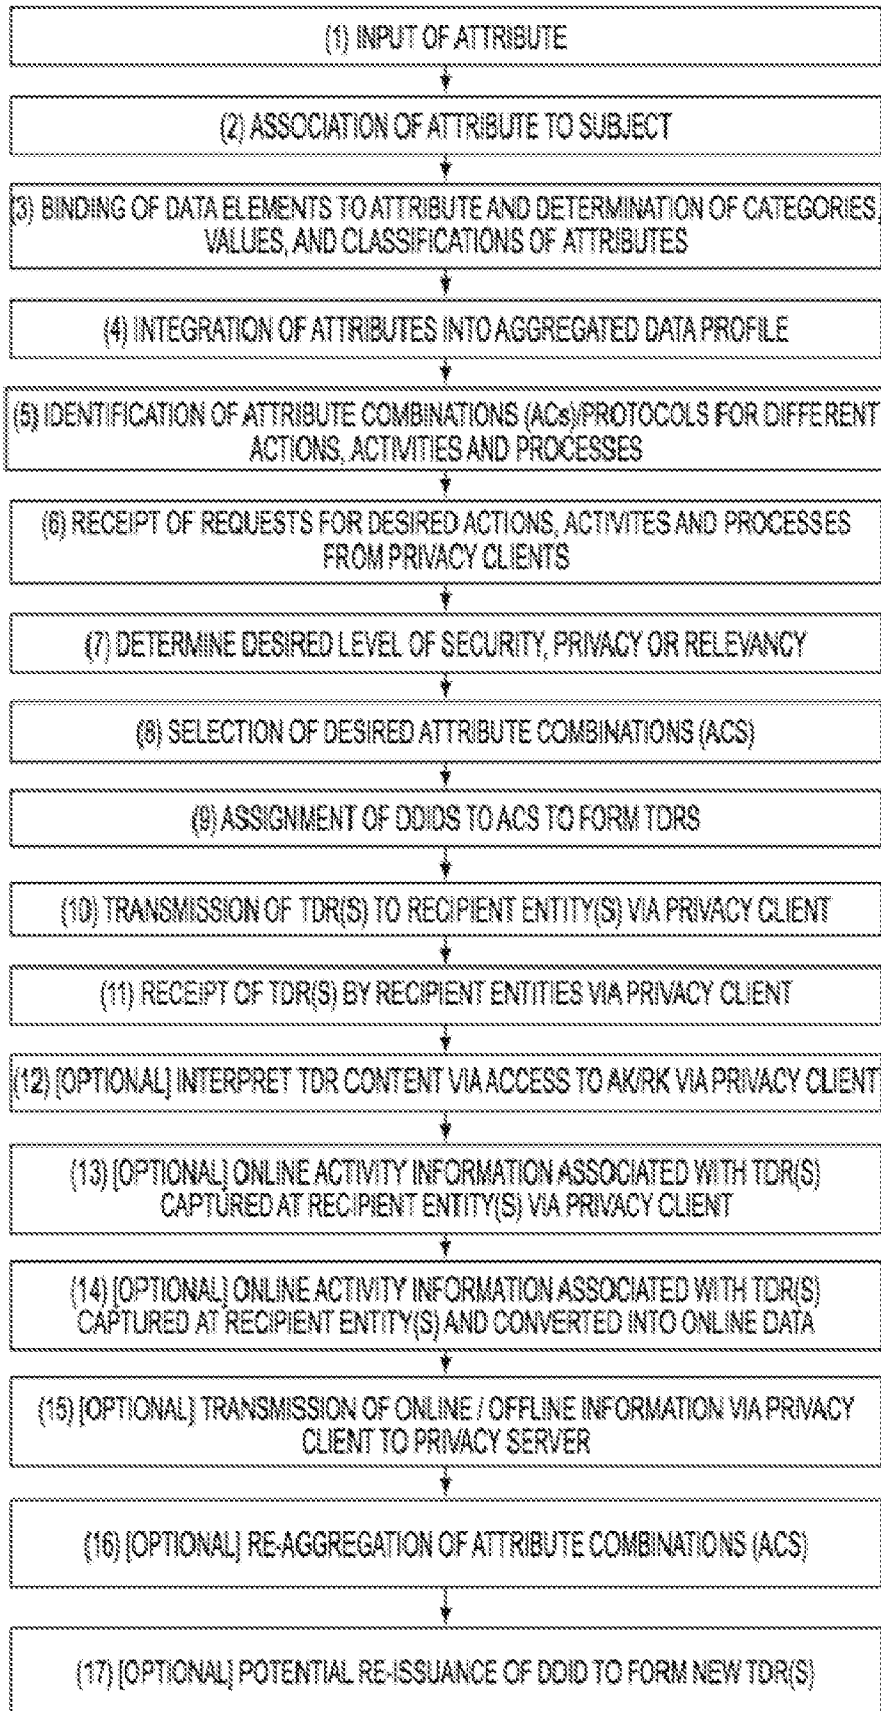 (1) INPUT OF ATTRIBUTE
(2) ASSOCIATION OF ATTRIBUTE TO SUBJECT
(3) BINDING OF DATA ELEMENTS TO ATTRIBUTE AND DETERMINATION OF CATEGORIES,
VALUES, AND CLASSIFICATIONS OF ATTRIBUTES
(4) INTEGRATION OF ATTRIBUTES INTO AGGREGATED DATA PROFILE
(5) IDENTIFICATION OF ATTRIBUTE COMBINATIONS (ACs)/PROTOCOLS FOR DIFFERENT
ACTIONS, ACTIVITIES AND PROCESSES
(6) RECEIPT OF REQUESTS FOR DESIRED ACTIONS, ACTIVITES AND PROCESSES
FROM PRIVACY CLIENTS
(7) DETERMINE DESIRED LEVEL OF SECURITY, PRIVACY OR RELEVANCY
(8) SELECTION OF DESIRED ATTRIBUTE COMBINATIONS (ACS)
(9) ASSIGNMENT OF DDIDS TO ACS TO FORM TDRS
(10) TRANSMISSION OF TDR(S) TO RECIPIENT ENTITY(S) VIA PRIVACY CLIENT
(11) RECEIPT OF TDR(S) BY RECIPIENT ENTITIES VIA PRIVACY CLIENT
(12) [OPTIONAL] INTERPRET TDR CONTENT VIA ACCESS TO AK/RK VIA PRIVACY CLIENT
(13) [OPTIONAL] ONLINE ACTIVITY INFORMATION ASSOCIATED WITH TDR(S)
CAPTURED AT RECIPIENT ENTITY(S) VIA PRIVACY CLIENT
(14) [OPTIONAL] ONLINE ACTIVITY INFORMATION ASSOCIATED WITH TDR(S)
CAPTURED AT RECIPIENT ENTITY(S) AND CONVERTED INTO ONLINE DATA
(15) [OPTIONAL] TRANSMISSION OF ONLINE / OFFLINE INFORMATION VIA PRIVACY
CLIENT TO PRIVACY SERVER
(16) [OPTIONAL] RE-AGGREGATION OF ATTRIBUTE COMBINATIONS (ACS)
(17) [OPTIONAL] POTENTIAL RE-ISSUANCE OF DDID TO FORM NEW TDR(S)